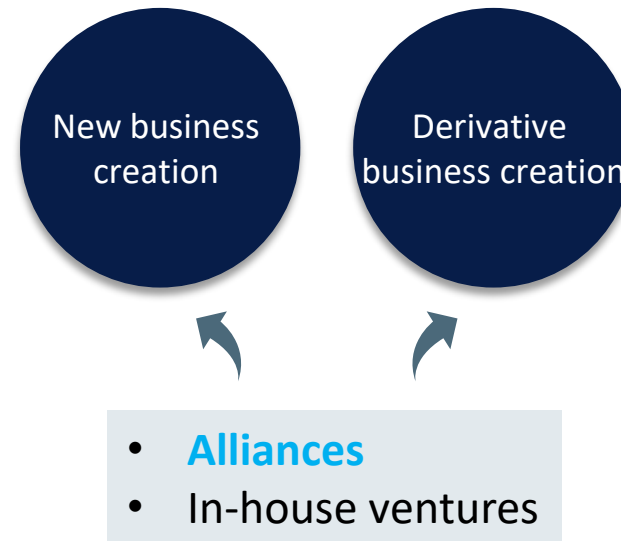 New business
creation
Derivative
business creation
• Alliances
• In-house ventures